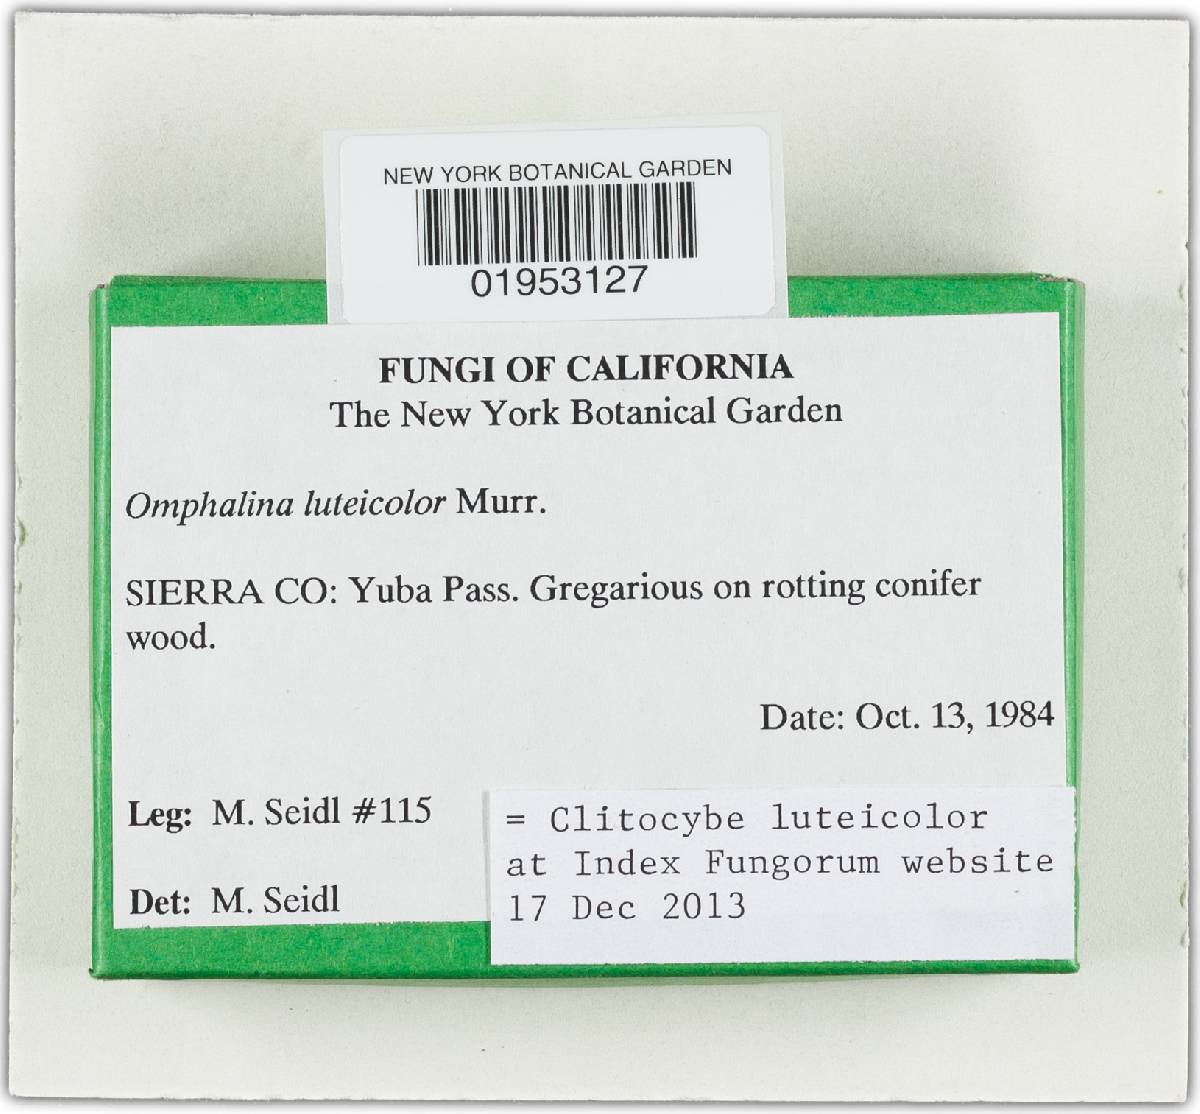 NEW YORK BOTANICAL GARDEN
01953127
FUNGI OF CALIFORNIA
The New York Botanical Garden
Omphalina luteicolor Murr.
SIERRA CO: Yuba Pass. Gregarious on rotting conifer
wood.
Date: Oct. 13, 1984
Leg: M. Seidl #115
Det: M. Seidl
= Clitocybe luteicolor
at Index Fungorum website
17 Dec 2013